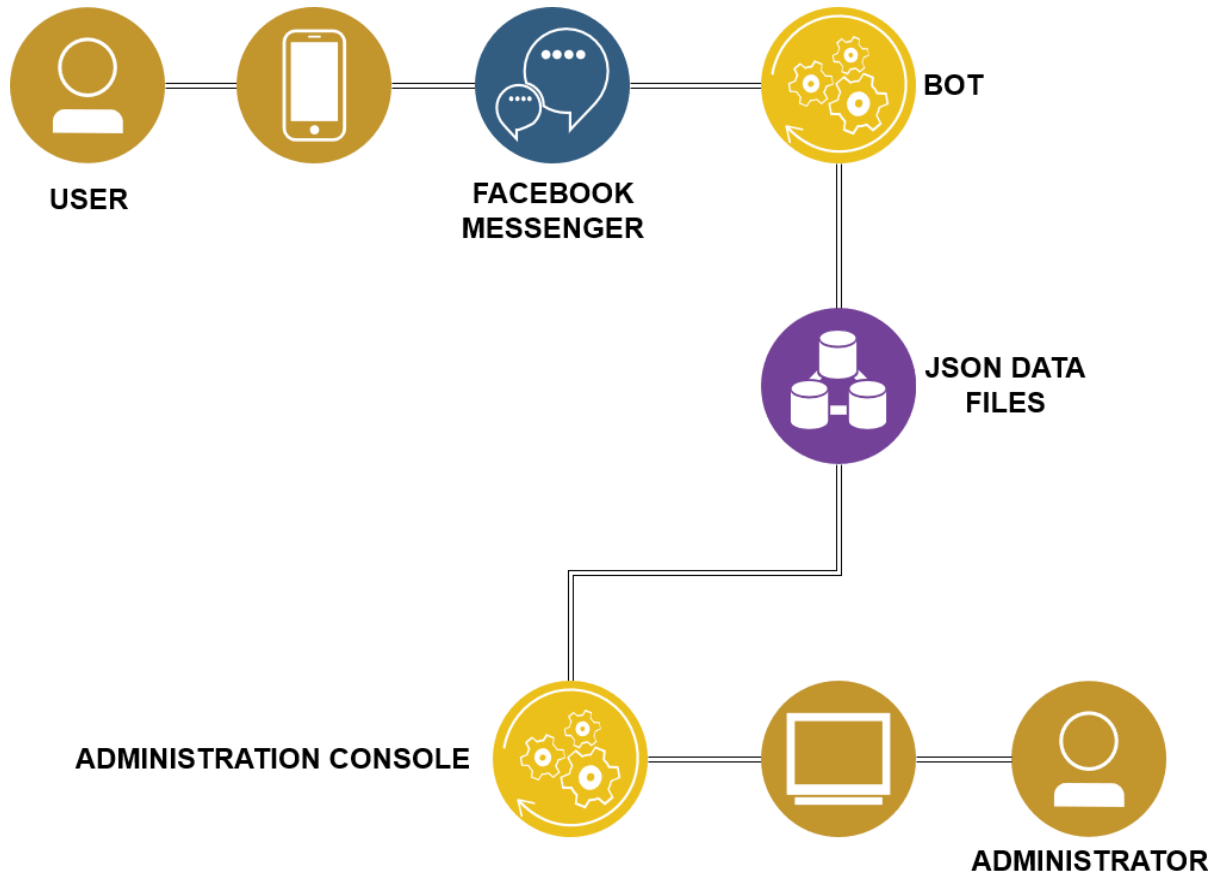 BOT
USER
FACEBOOK
MESSENGER
JSON DATA
FILES
ADMINISTRATION CONSOLE
ADMINISTRATOR